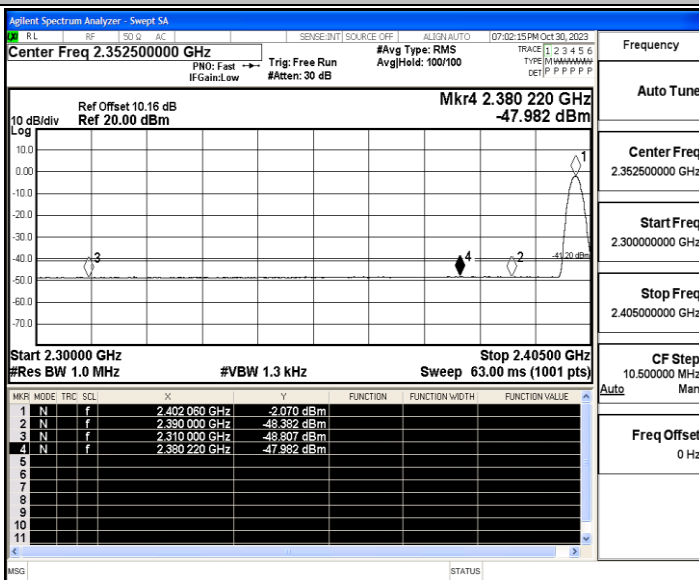 Agilent Spectrum Analyzer - Swept SA
RL RF 50 Ω AC SENSE:INT SOURCE OFF ALIGN AUTO 07:02:15 PM Oct 30, 2023
Center Freq 2.352500000 GHz
PNO: Fast
IFGain:Low
Trig: Free Run
#Atten: 30 dB
#Avg Type: RMS
Avg|Hold: 100/100
TRACE 1 2 3 4 5 6
TYPE M
DET P P P P P P
Mkr4 2.380 220 GHz
-47.982 dBm
Ref Offset 10.16 dB
10 dB/div Ref 20.00 dBm
Log
10.0
0.00
-10.0
-20.0
-30.0
-40.0
-50.0
-60.0
-70.0
1
2
3
4
-41.20 dBm
Start 2.30000 GHz Stop 2.40500 GHz
#Res BW 1.0 MHz #VBW 1.3 kHz Sweep 63.00 ms (1001 pts)
MKR MODE TRC SCL X Y FUNCTION FUNCTION WIDTH FUNCTION VALUE
1 N f 2.402 060 GHz -2.070 dBm
2 N f 2.390 000 GHz -48.382 dBm
3 N f 2.310 000 GHz -48.807 dBm
4 N f 2.380 220 GHz -47.982 dBm
5
6
7
8
9
10
11
MSG STATUS
Frequency
Auto Tune
Center Freq
2.352500000 GHz
Start Freq
2.300000000 GHz
Stop Freq
2.405000000 GHz
CF Step
10.500000 MHz
Auto Man
Freq Offset
0 Hz